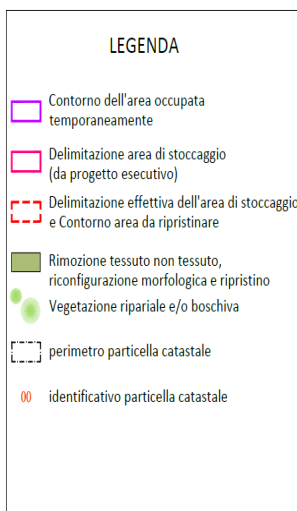 LEGENDA
Contorno dell'area occupata
temporaneamente
Delimitazione area di stoccaggio
(da progetto esecutivo)
Delimitazione effettiva dell'area di stoccaggio
e Contorno area da ripristinare
Rimozione tessuto non tessuto,
riconfigurazione morfologica e ripristino
Vegetazione ripariale e/o boschiva
perimetro particella catastale
00 identificativo particella catastale